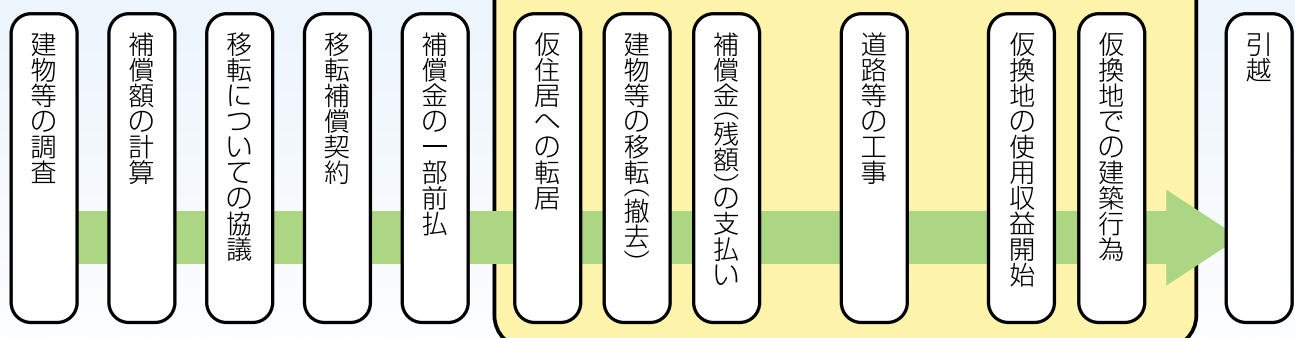 建物等の調査
補償額の計算
移転についての協議
移転補償契約
補償金の一部前払
仮住居への転居
建物等の移転(撤去)
補償金(残額)の支払い
道路等の工事
仮換地の使用収益開始
仮換地での建築行為
引越